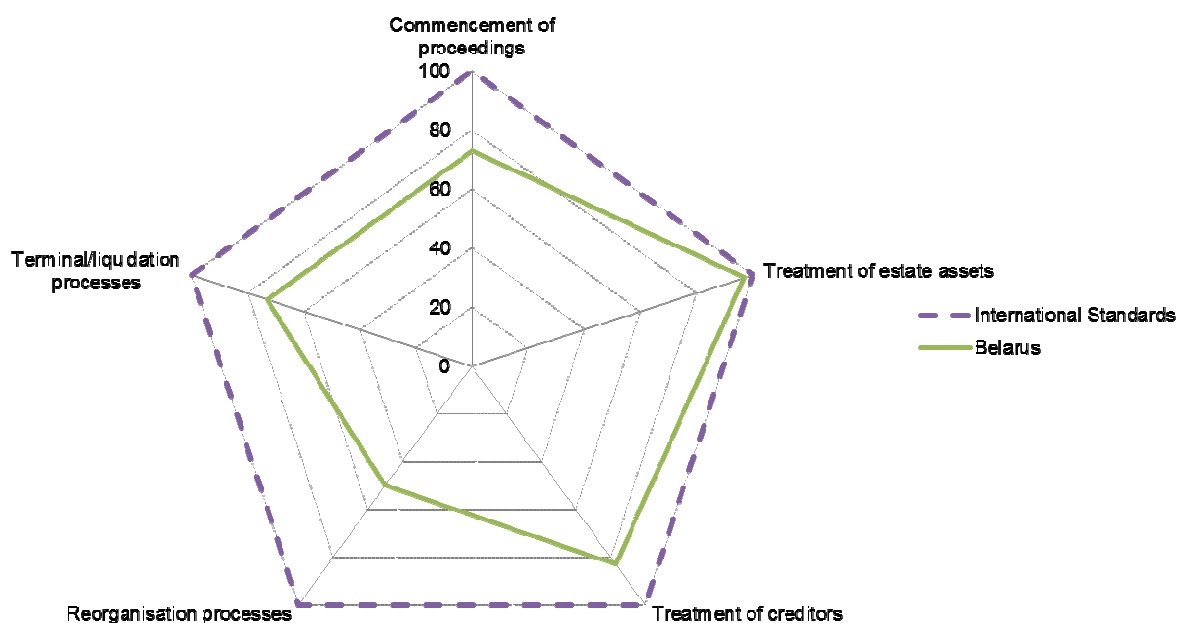 Commencement of
proceedings
100
80
60
40
20
0
Terminal/liquidation
processes
Treatment of estate assets
International Standards
Belarus
Reorganisation processes
Treatment of creditors